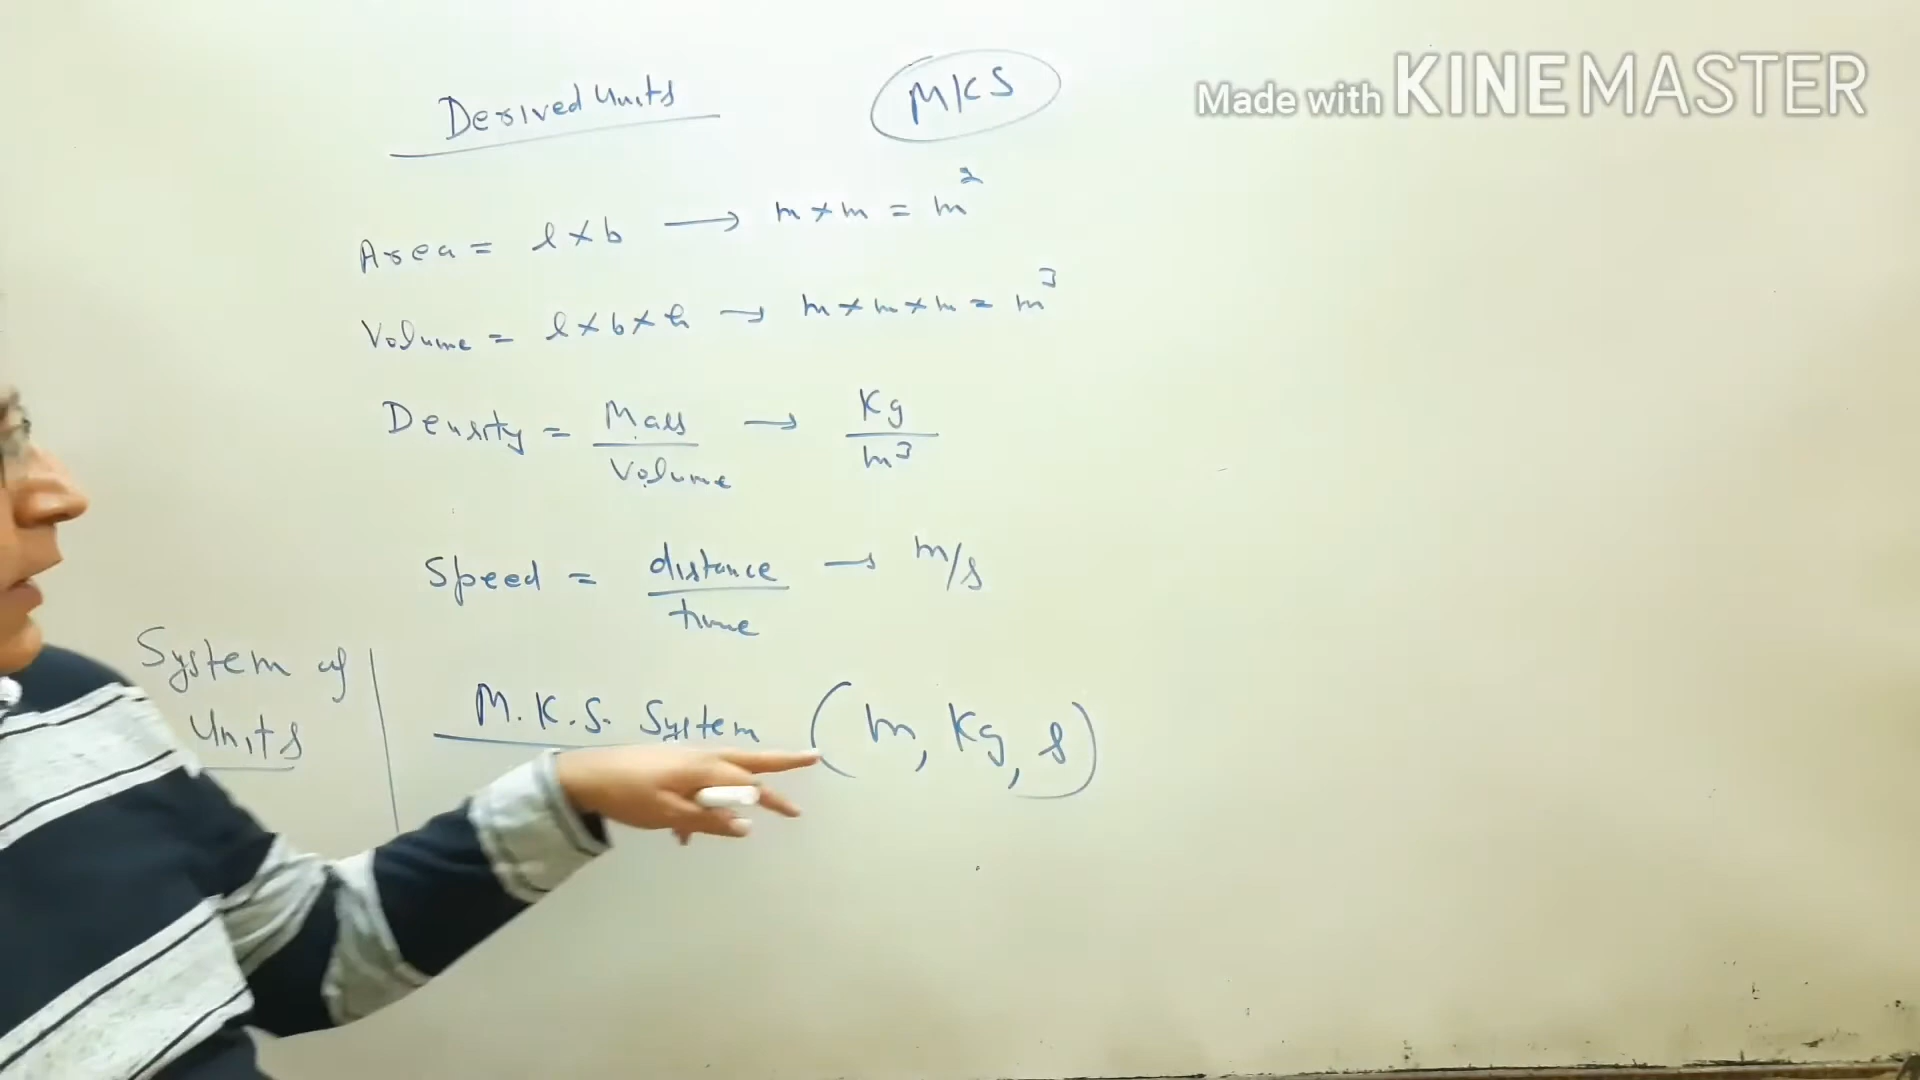 Derived Units
MKS
Made with KINEMASTER
Area = l × b → m × m = m²
Volume = l × b × h → m × m × m = m³
Density = Mass / Volume → Kg / m³
Speed = distance / time → m/s
System of Units
M.K.S. System (m, Kg, s)